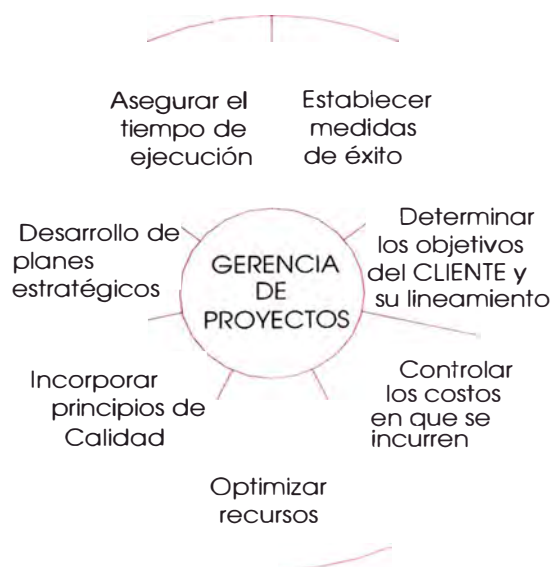 Asegurar el
tiempo de
ejecución
Establecer
medidas
de éxito
Desarrollo de
planes
estratégicos
GERENCIA
DE
PROYECTOS
Determinar
los objetivos
del CLIENTE y
su lineamiento
Incorporar
principios de
Calidad
Controlar
los costos
en que se
incurren
Optimizar
recursos